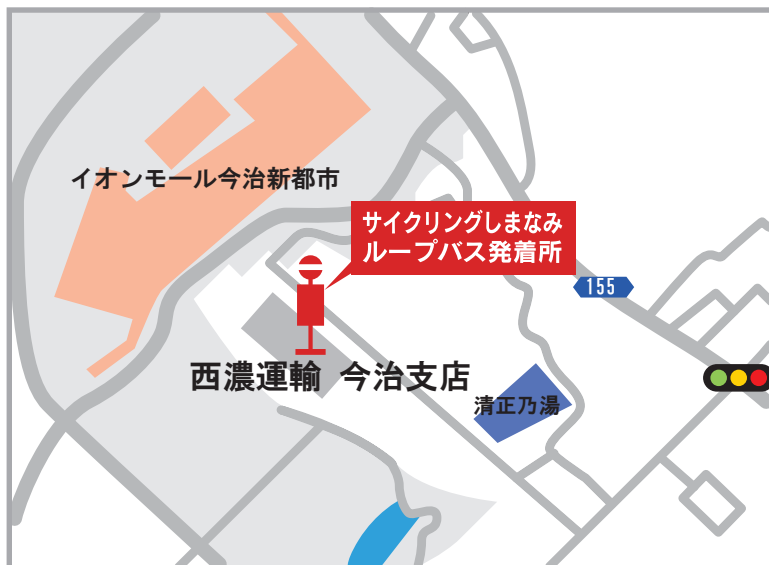 イオンモール今治新都市
サイクリングしまなみ
ループバス発着所
155
西濃運輸 今治支店
清正乃湯